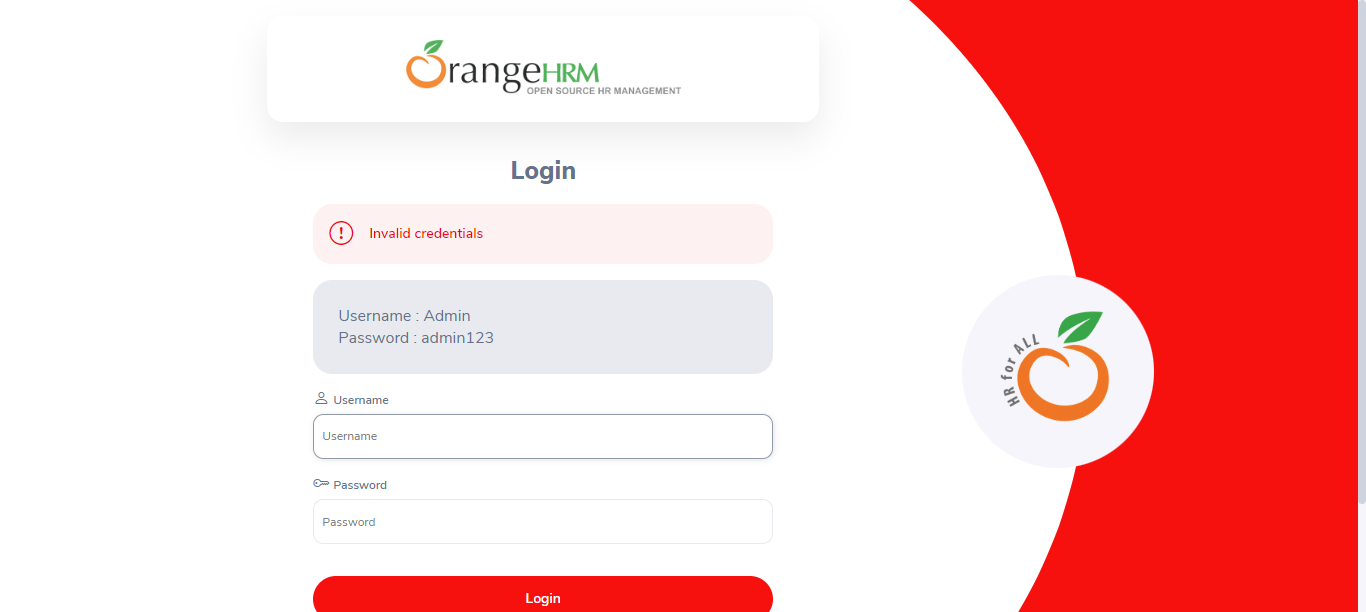 OrangeHRM
OPEN SOURCE HR MANAGEMENT
Login
Invalid credentials
Username : Admin
Password : admin123
Username
Username
Password
Password
Login
HR for ALL